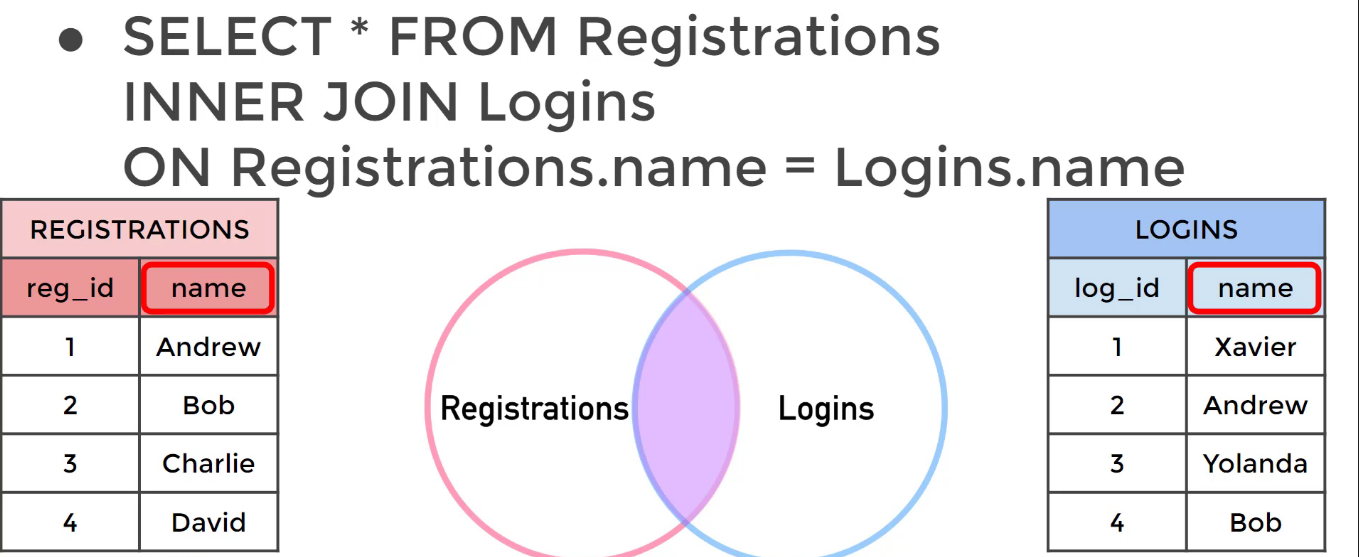 ● SELECT * FROM Registrations
INNER JOIN Logins
ON Registrations.name = Logins.name
REGISTRATIONS
reg_id name
1 Andrew
2 Bob
3 Charlie
4 David
Registrations
Logins
LOGINS
log_id name
1 Xavier
2 Andrew
3 Yolanda
4 Bob